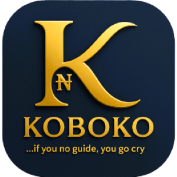 K
₦
KOBOKO
...if you no guide, you go cry